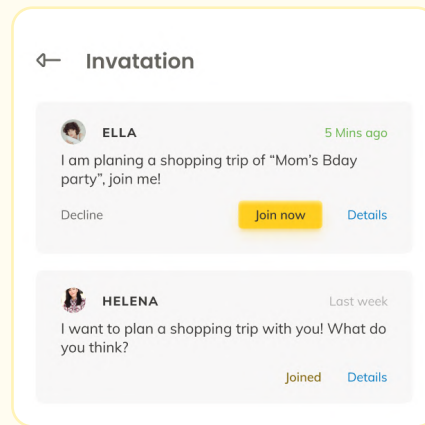 Invatation
ELLA
5 Mins ago
I am planing a shopping trip of “Mom’s Bday
party”, join me!
Decline
Join now
Details
HELENA
Last week
I want to plan a shopping trip with you! What do
you think?
Joined
Details